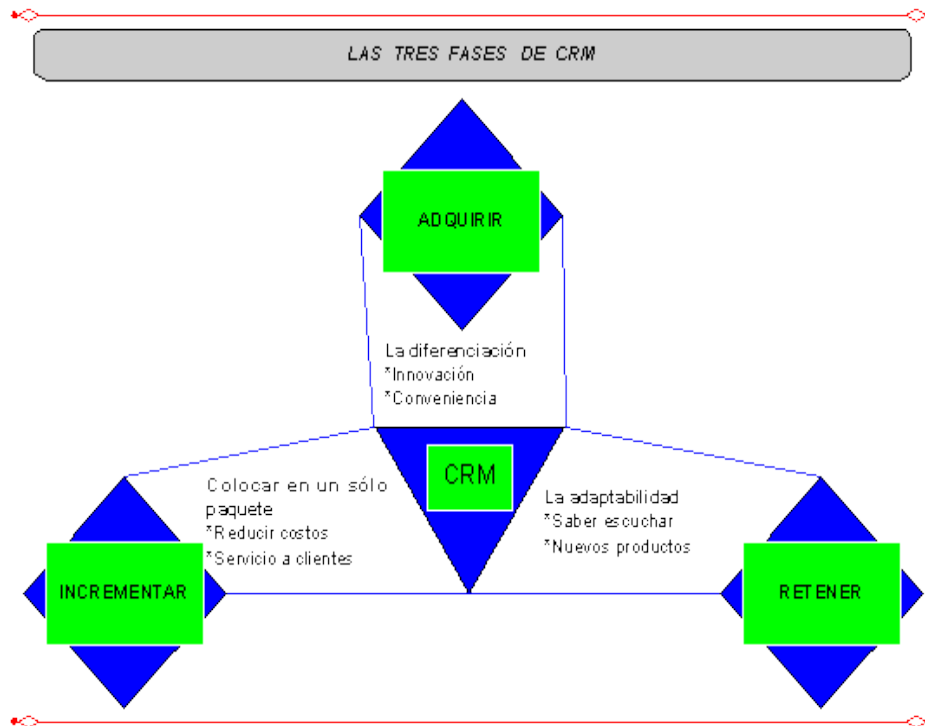 LAS TRES FASES DE CRM
ADQUIRIR
La diferenciación
*Innovación
*Conveniencia
CRM
Colocar en un sólo
paquete
*Reducir costos
*Servicio a clientes
La adaptabilidad
*Saber escuchar
*Nuevos productos
INCREMENTAR
RETENER